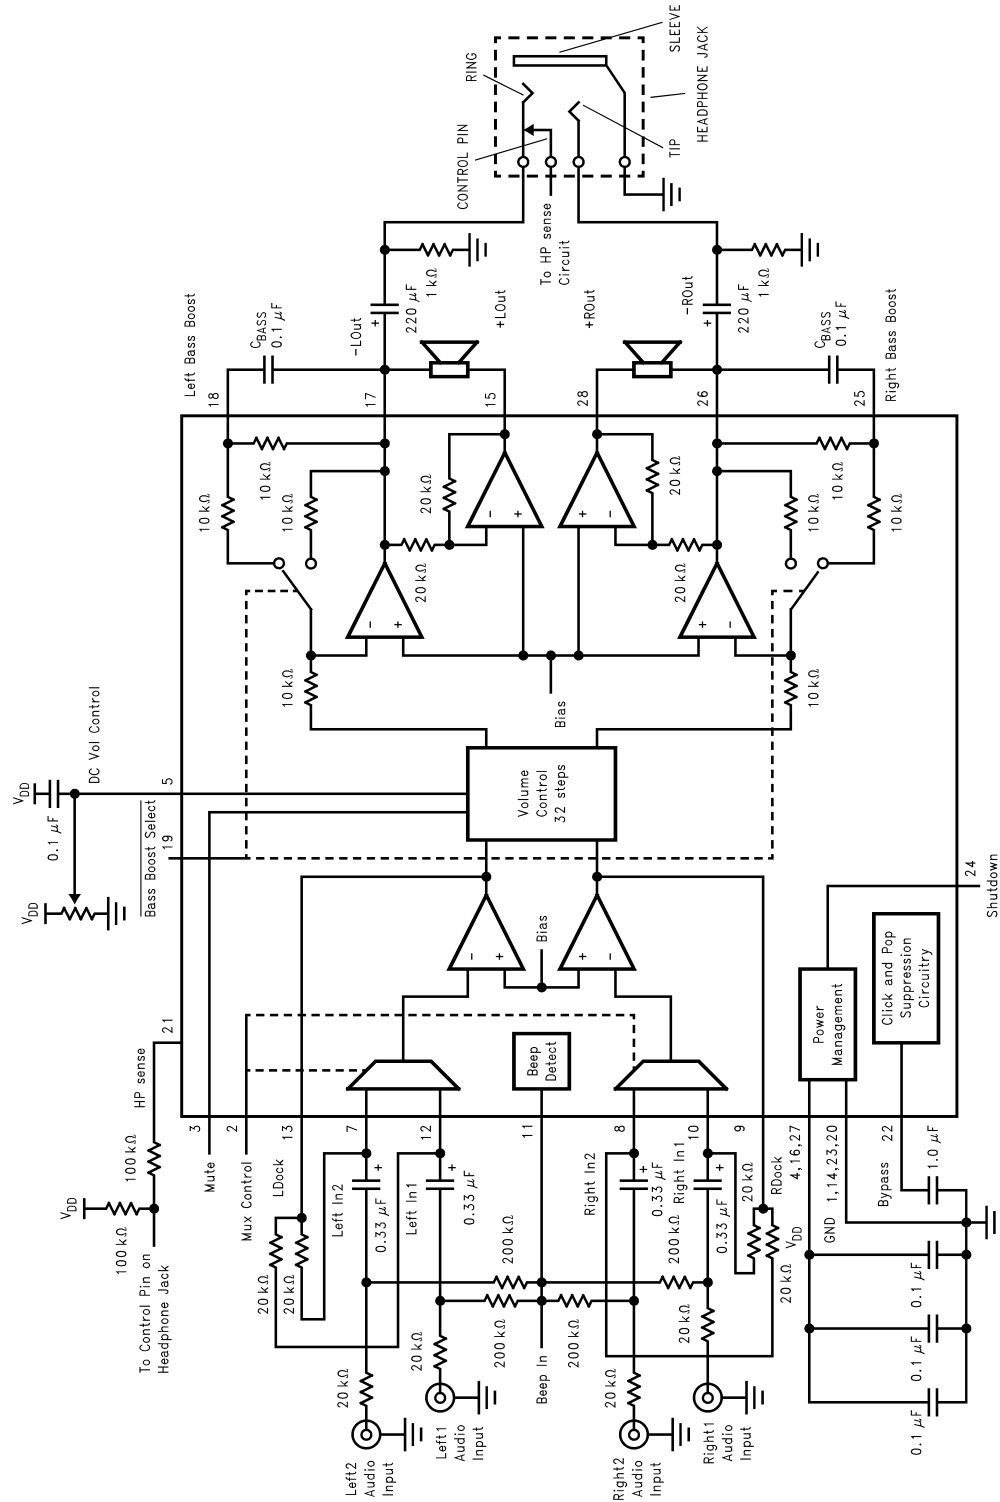 SLEEVE
HEADPHONE JACK
RING
TIP
CONTROL PIN
To HP sense
Circuit
Left Bass Boost
C_BASS
0.1 µF
-LOut
+
220 µF
1 kΩ
+LOut
+ROut
-ROut
+
220 µF
1 kΩ
C_BASS
0.1 µF
Right Bass Boost
18
17
15
28
26
25
10 kΩ
10 kΩ
10 kΩ
20 kΩ
- +
+ -
20 kΩ
10 kΩ
10 kΩ
10 kΩ
- +
20 kΩ
20 kΩ
+ -
10 kΩ
Bias
10 kΩ
V_DD
0.1 µF
DC Vol Control
5
Volume
Control
32 steps
V_DD
Bass Boost Select
19
- +
Bias
+ -
24
Shutdown
Power
Management
Click and Pop
Suppression
Circuitry
21
HP sense
Beep
Detect
V_DD
100 kΩ
100 kΩ
To Control Pin on
Headphone Jack
3
Mute
2
Mux Control
13
LDock
7
12
11
8
10
9
RDock
4,16,27
V_DD
1,14,23,20
GND
22
Bypass
1.0 µF
20 kΩ
20 kΩ
Left In2
+
0.33 µF
Left In1
+
0.33 µF
200 kΩ
200 kΩ
Beep In
200 kΩ
200 kΩ
Right In2
+
0.33 µF
Right In1
+
0.33 µF
20 kΩ
20 kΩ
20 kΩ
20 kΩ
20 kΩ
20 kΩ
0.1 µF
0.1 µF
0.1 µF
Left2
Audio
Input
Left1
Audio
Input
Right2
Audio
Input
Right1
Audio
Input